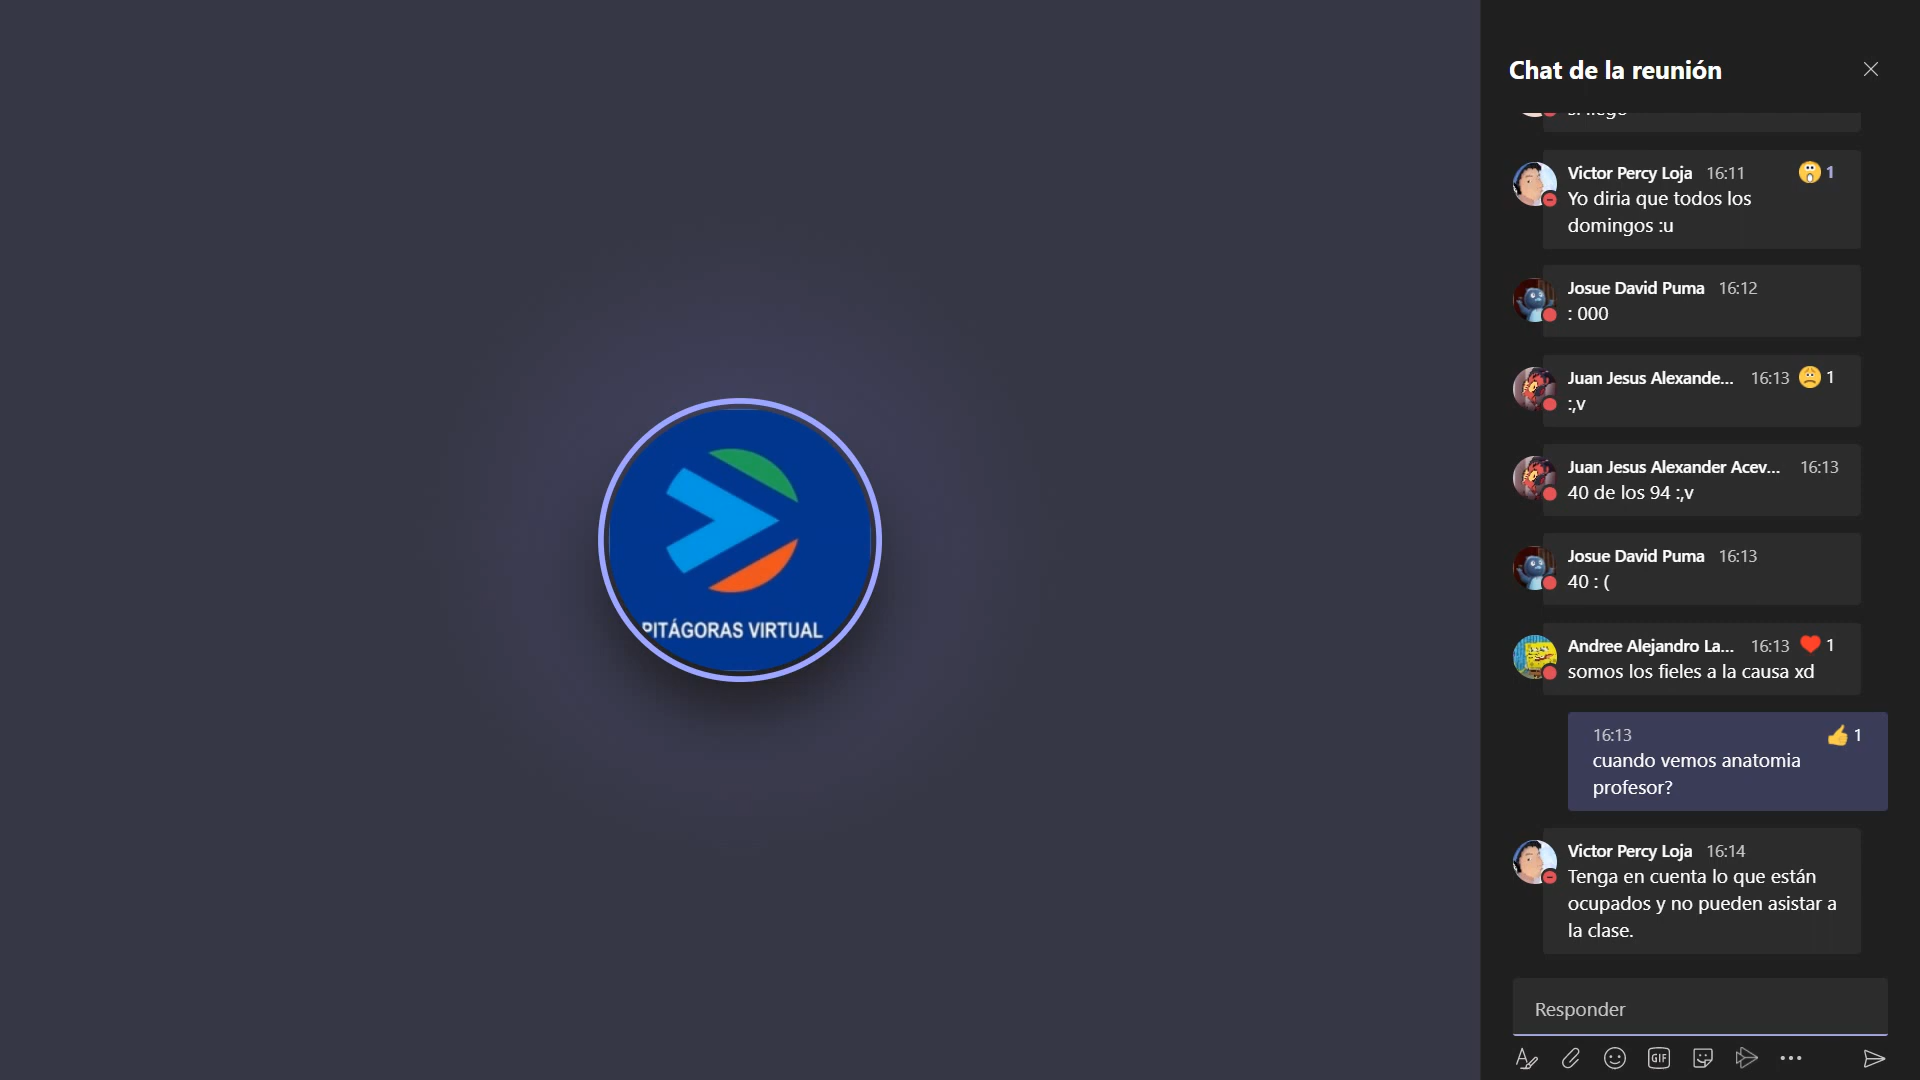 PITÁGORAS VIRTUAL
Chat de la reunión
Victor Percy Loja 16:11 1
Yo diria que todos los
domingos :u
Josue David Puma 16:12
: 000
Juan Jesus Alexande... 16:13 1
:,v
Juan Jesus Alexander Acev... 16:13
40 de los 94 :,v
Josue David Puma 16:13
40 : (
Andree Alejandro La... 16:13 1
somos los fieles a la causa xd
16:13 1
cuando vemos anatomia
profesor?
Victor Percy Loja 16:14
Tenga en cuenta lo que están
ocupados y no pueden asistar a
la clase.
Responder
GIF